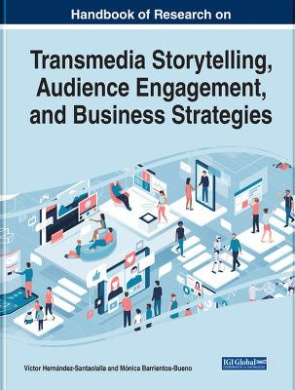 Handbook of Research on
Transmedia Storytelling,
Audience Engagement,
and Business Strategies
Víctor Hernández-Santaolalla and Mónica Barrientos-Bueno
IGI Global